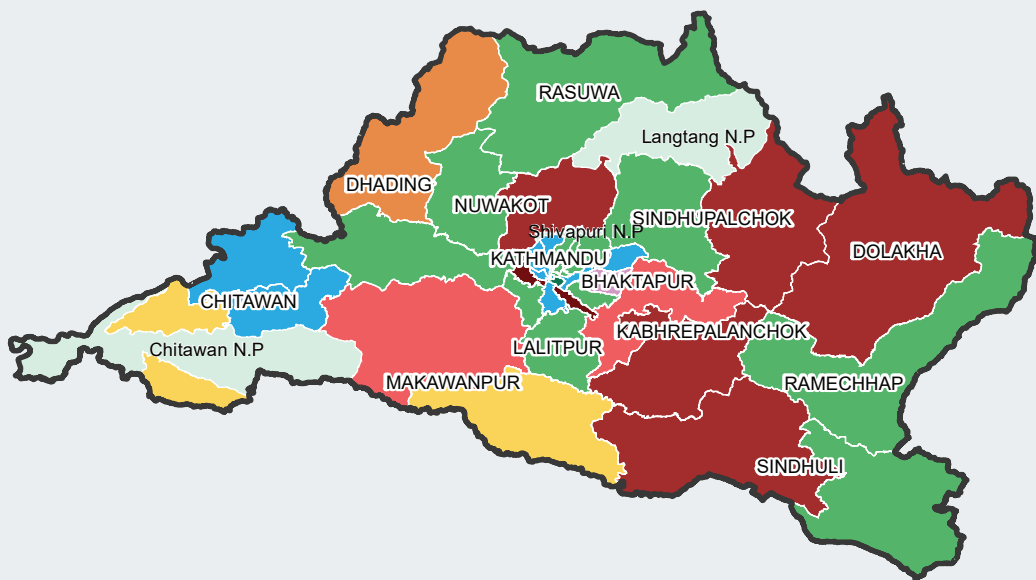 RASUWA
Langtang N.P
DHADING
NUWAKOT
SINDHUPALCHOK
Shivapuri N.P
DOLAKHA
KATHMANDU
BHAKTAPUR
CHITAWAN
KABHREPALANCHOK
LALITPUR
Chitawan N.P
MAKAWANPUR
RAMECHHAP
SINDHULI